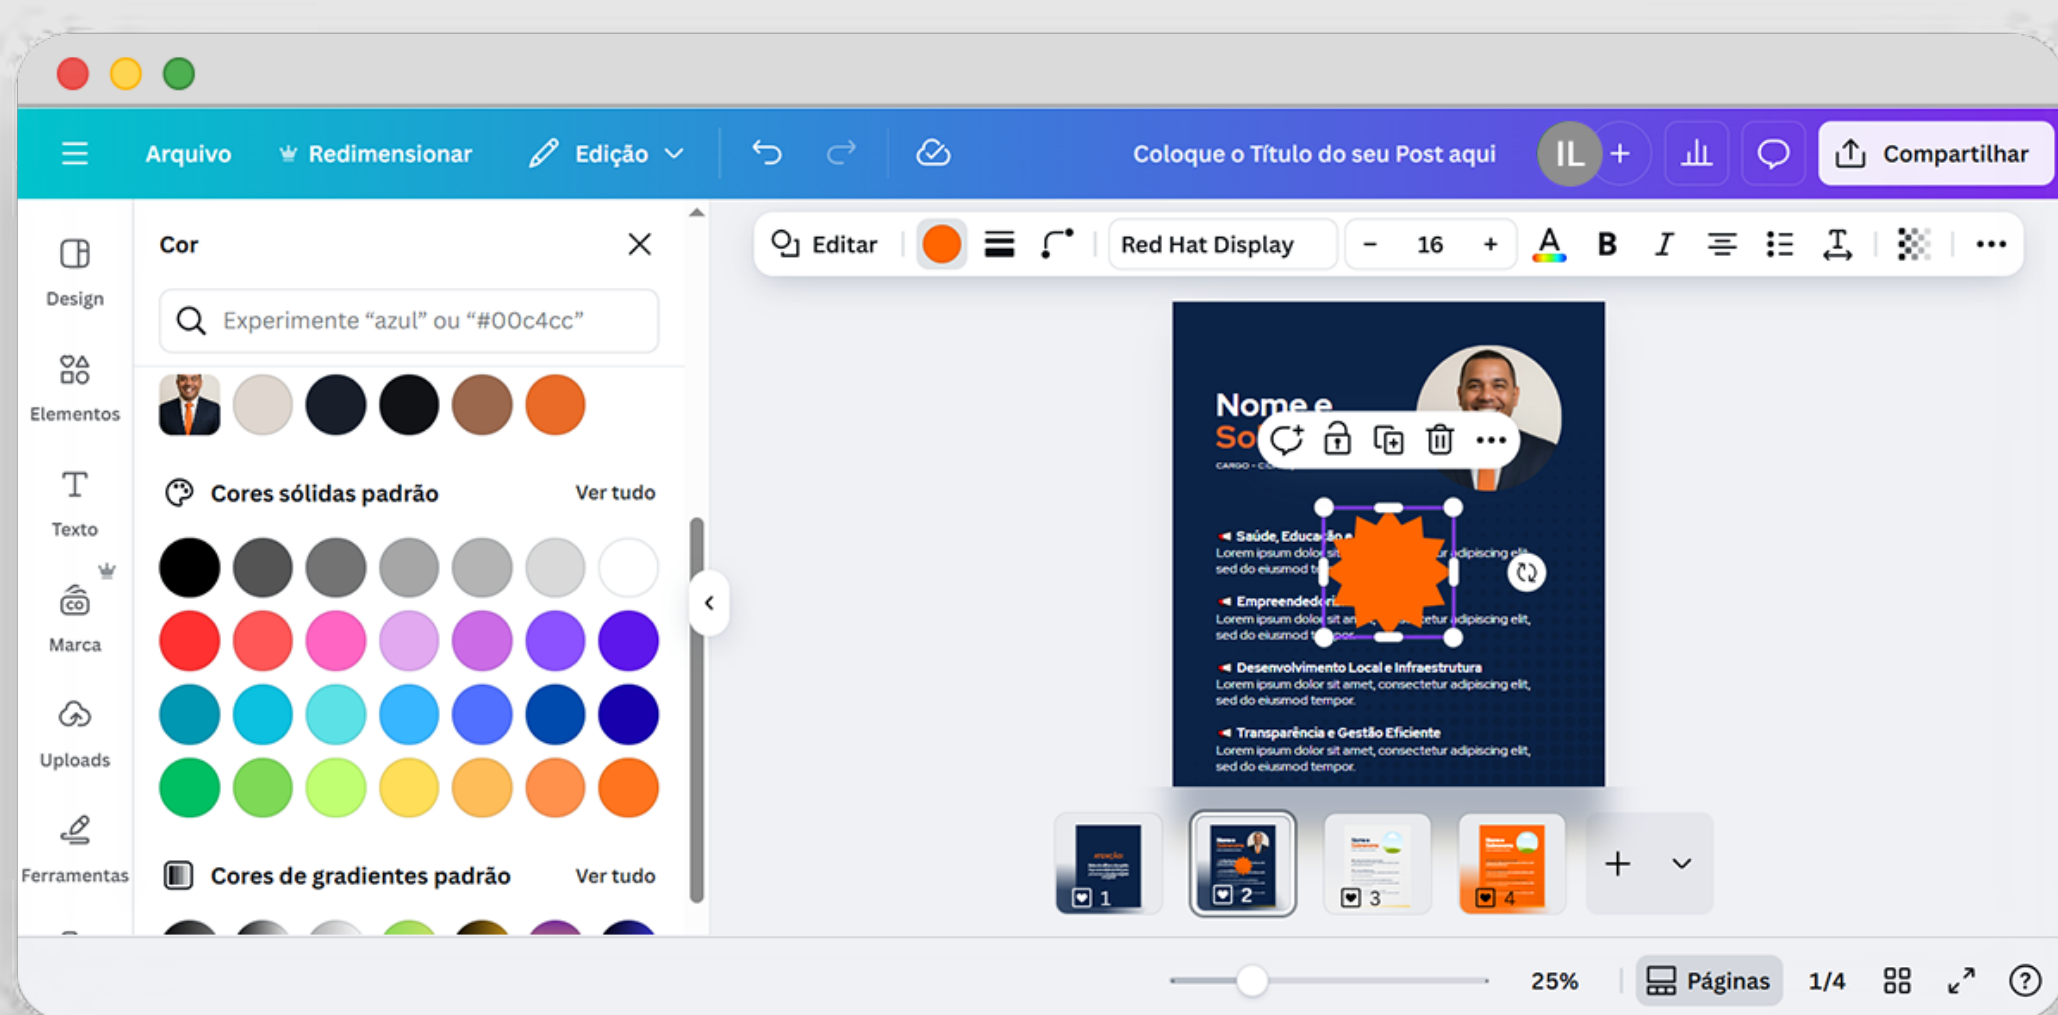 Arquivo
Redimensionar
Edição
Coloque o Título do seu Post aqui
IL
Compartilhar
Design
Elementos
Texto
Marca
Uploads
Ferramentas
Cor
Experimente “azul” ou “#00c4cc”
Cores sólidas padrão
Ver tudo
Cores de gradientes padrão
Ver tudo
Editar
Red Hat Display
16
A
B
I
Nome e
So
CARGO - 
Saúde, Educação e
Lorem ipsum dolor sit adipiscing elit,
sed do eiusmod
Empreendedori
Lorem ipsum dolor sit am adipiscing elit,
sed do eiusmod
Desenvolvimento Local e Infraestrutura
Lorem ipsum dolor sit amet, consectetur adipiscing elit,
sed do eiusmod tempor.
Transparência e Gestão Eficiente
Lorem ipsum dolor sit amet, consectetur adipiscing elit,
sed do eiusmod tempor.
1
2
3
4
25%
Páginas
1/4